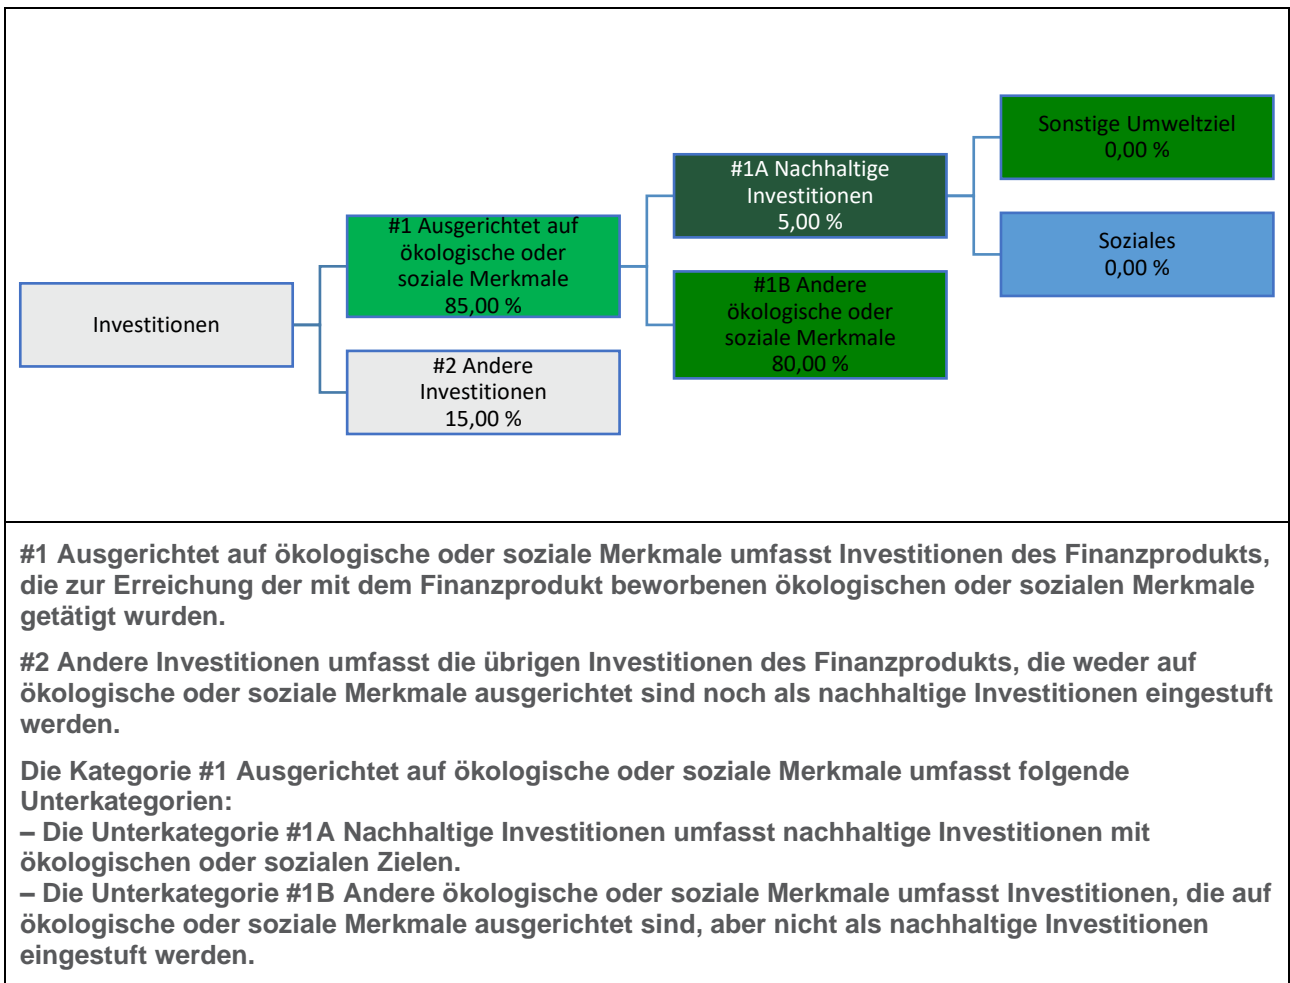 Investitionen
#1 Ausgerichtet auf
ökologische oder
soziale Merkmale
85,00 %
#2 Andere
Investitionen
15,00 %
#1A Nachhaltige
Investitionen
5,00 %
#1B Andere
ökologische oder
soziale Merkmale
80,00 %
Sonstige Umweltziel
0,00 %
Soziales
0,00 %
#1 Ausgerichtet auf ökologische oder soziale Merkmale umfasst Investitionen des Finanzprodukts,
die zur Erreichung der mit dem Finanzprodukt beworbenen ökologischen oder sozialen Merkmale
getätigt wurden.
#2 Andere Investitionen umfasst die übrigen Investitionen des Finanzprodukts, die weder auf
ökologische oder soziale Merkmale ausgerichtet sind noch als nachhaltige Investitionen eingestuft
werden.
Die Kategorie #1 Ausgerichtet auf ökologische oder soziale Merkmale umfasst folgende
Unterkategorien:
– Die Unterkategorie #1A Nachhaltige Investitionen umfasst nachhaltige Investitionen mit
ökologischen oder sozialen Zielen.
– Die Unterkategorie #1B Andere ökologische oder soziale Merkmale umfasst Investitionen, die auf
ökologische oder soziale Merkmale ausgerichtet sind, aber nicht als nachhaltige Investitionen
eingestuft werden.